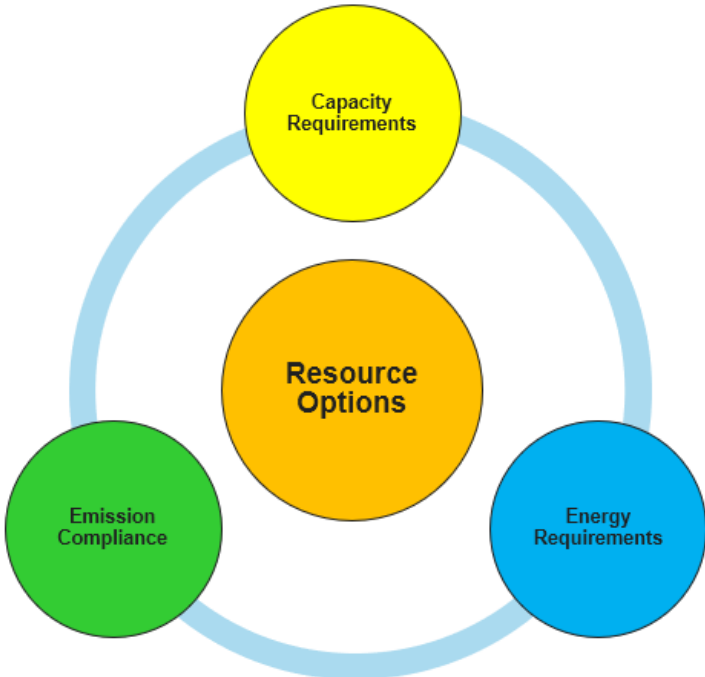 Capacity
Requirements
Resource
Options
Emission
Compliance
Energy
Requirements